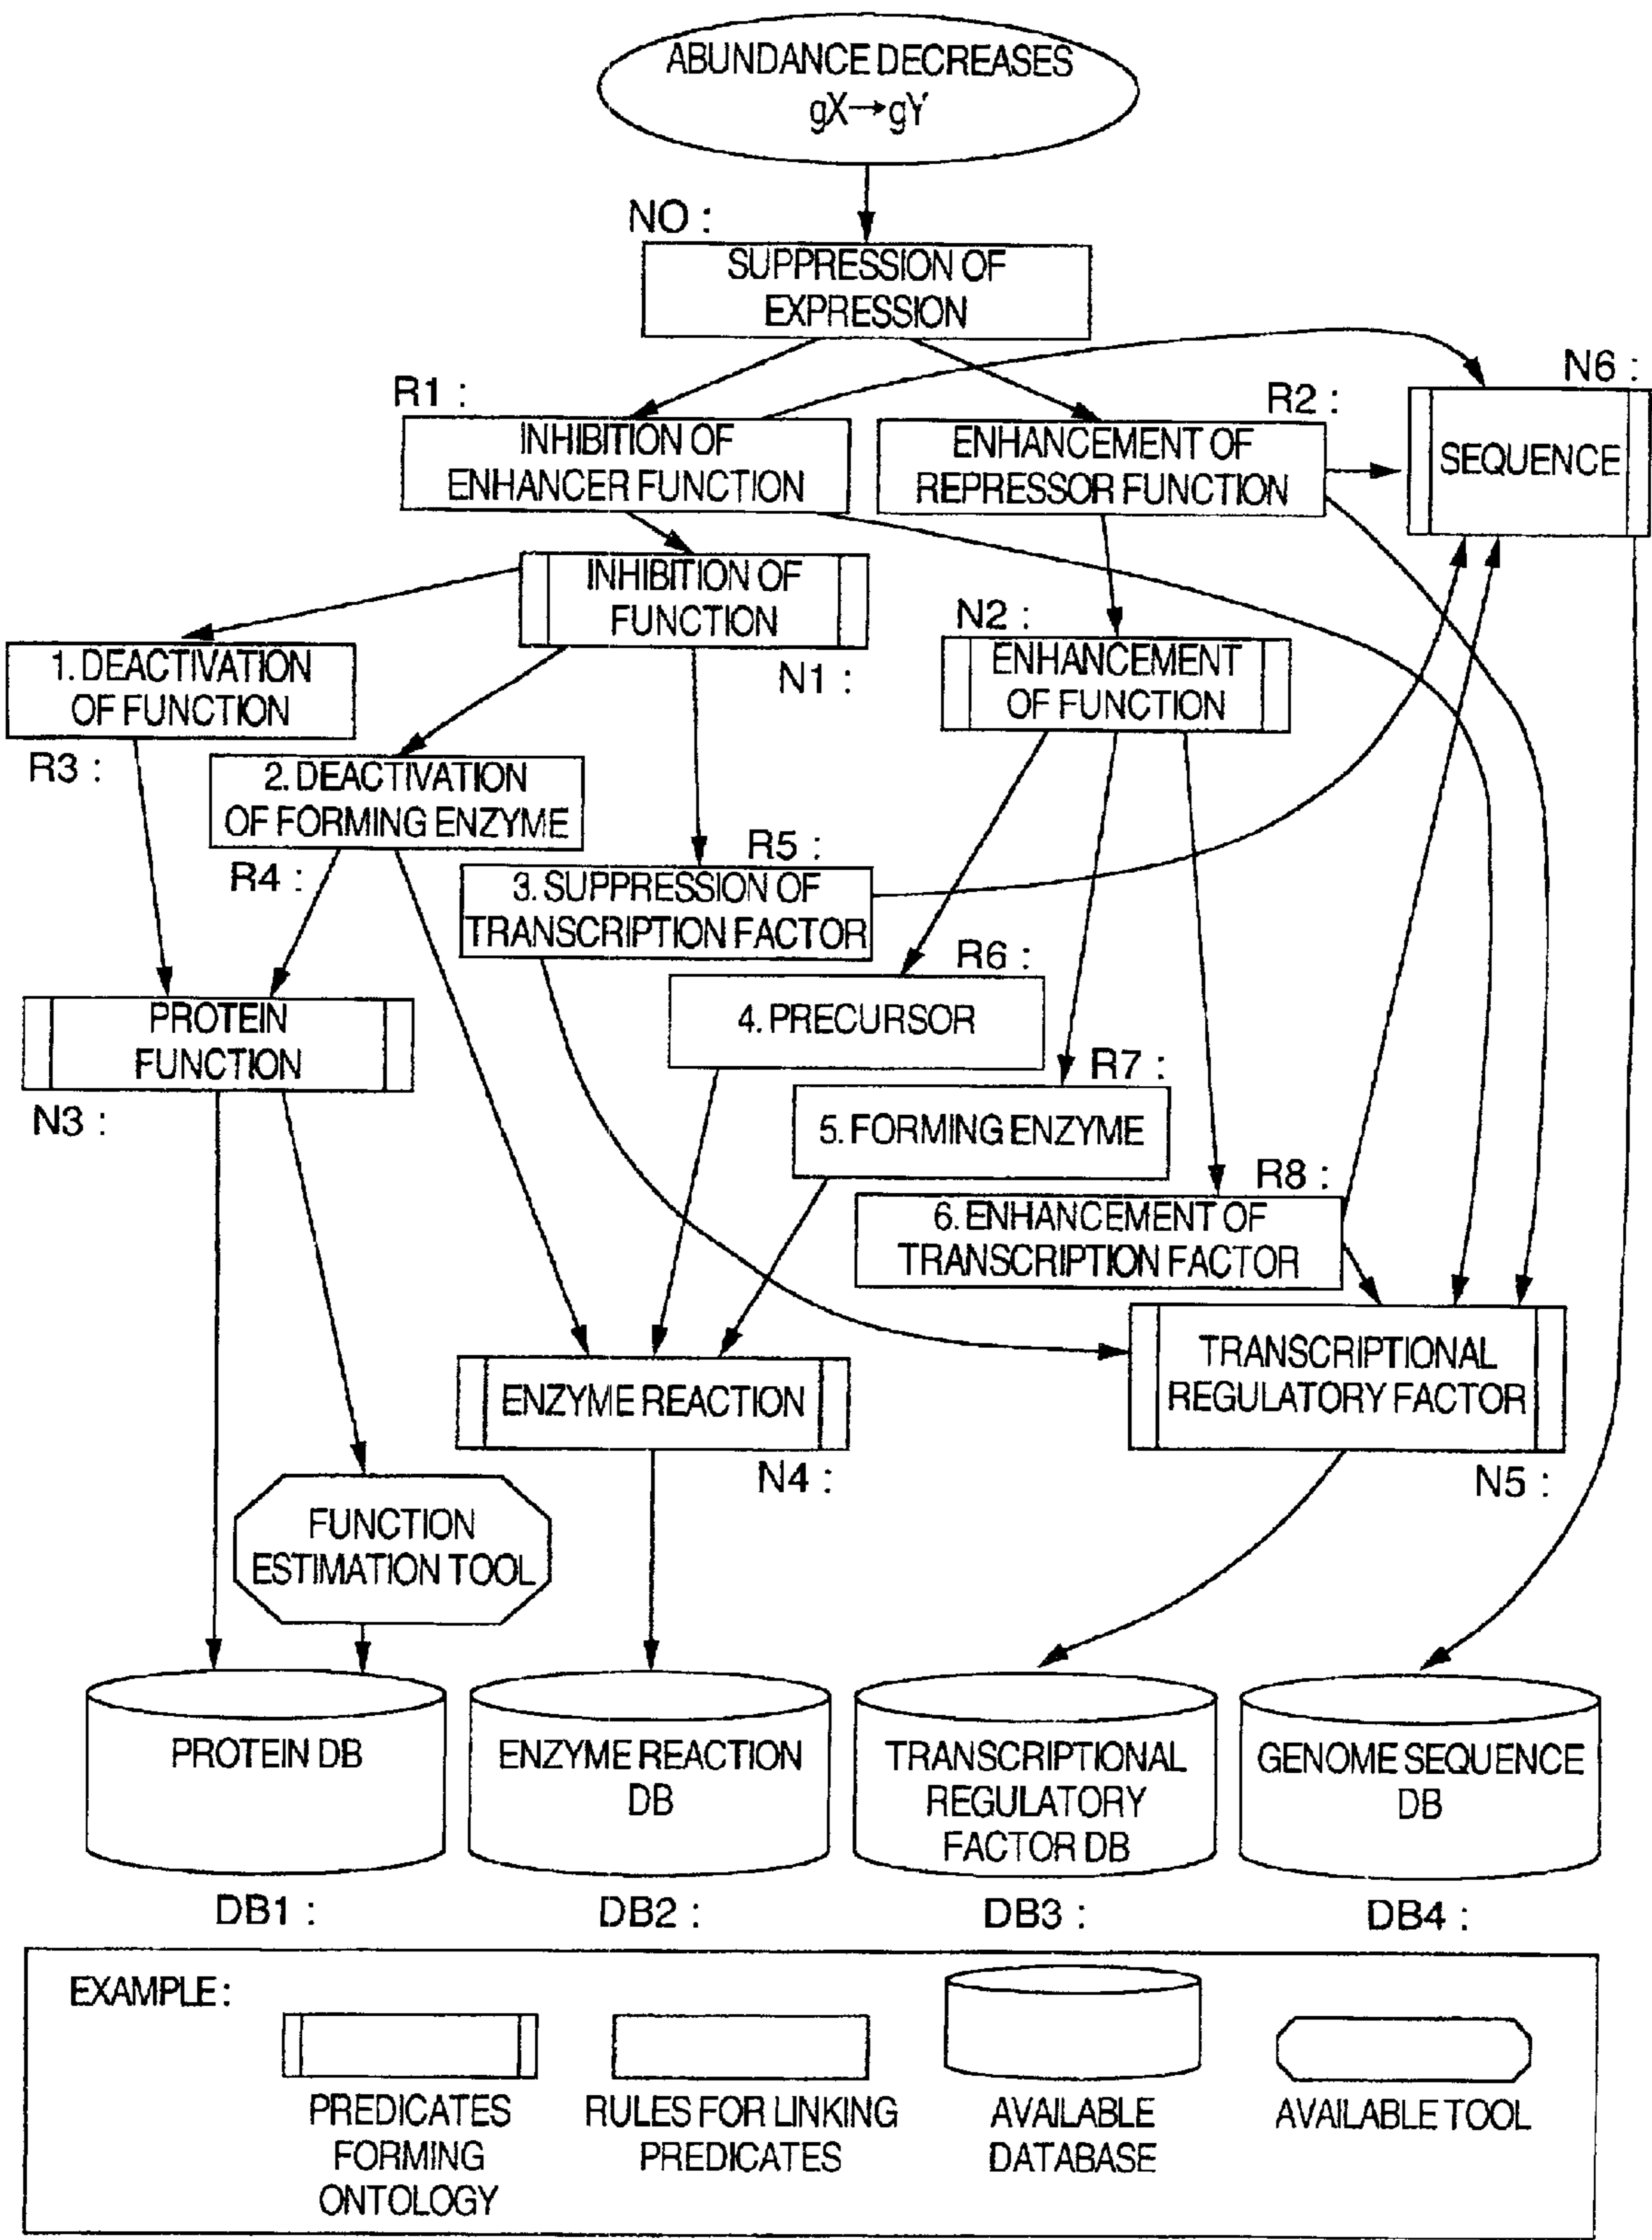 ABUNDANCE DECREASES
gX→gY
NO :
SUPPRESSION OF
EXPRESSION
R1 :
INHIBITION OF
ENHANCER FUNCTION
R2 :
ENHANCEMENT OF
REPRESSOR FUNCTION
N6 :
SEQUENCE
INHIBITION OF
FUNCTION
N1 :
N2 :
ENHANCEMENT
OF FUNCTION
1. DEACTIVATION
OF FUNCTION
R3 :
2. DEACTIVATION
OF FORMING ENZYME
R4 :
R5 :
3. SUPPRESSION OF
TRANSCRIPTION FACTOR
R6 :
4. PRECURSOR
PROTEIN
FUNCTION
N3 :
R7 :
5. FORMING ENZYME
R8 :
6. ENHANCEMENT OF
TRANSCRIPTION FACTOR
ENZYME REACTION
N4 :
TRANSCRIPTIONAL
REGULATORY FACTOR
N5 :
FUNCTION
ESTIMATION TOOL
PROTEIN DB
DB1 :
ENZYME REACTION
DB
DB2 :
TRANSCRIPTIONAL
REGULATORY
FACTOR DB
DB3 :
GENOME SEQUENCE
DB
DB4 :
EXAMPLE :
PREDICATES
FORMING
ONTOLOGY
RULES FOR LINKING
PREDICATES
AVAILABLE
DATABASE
AVAILABLE TOOL